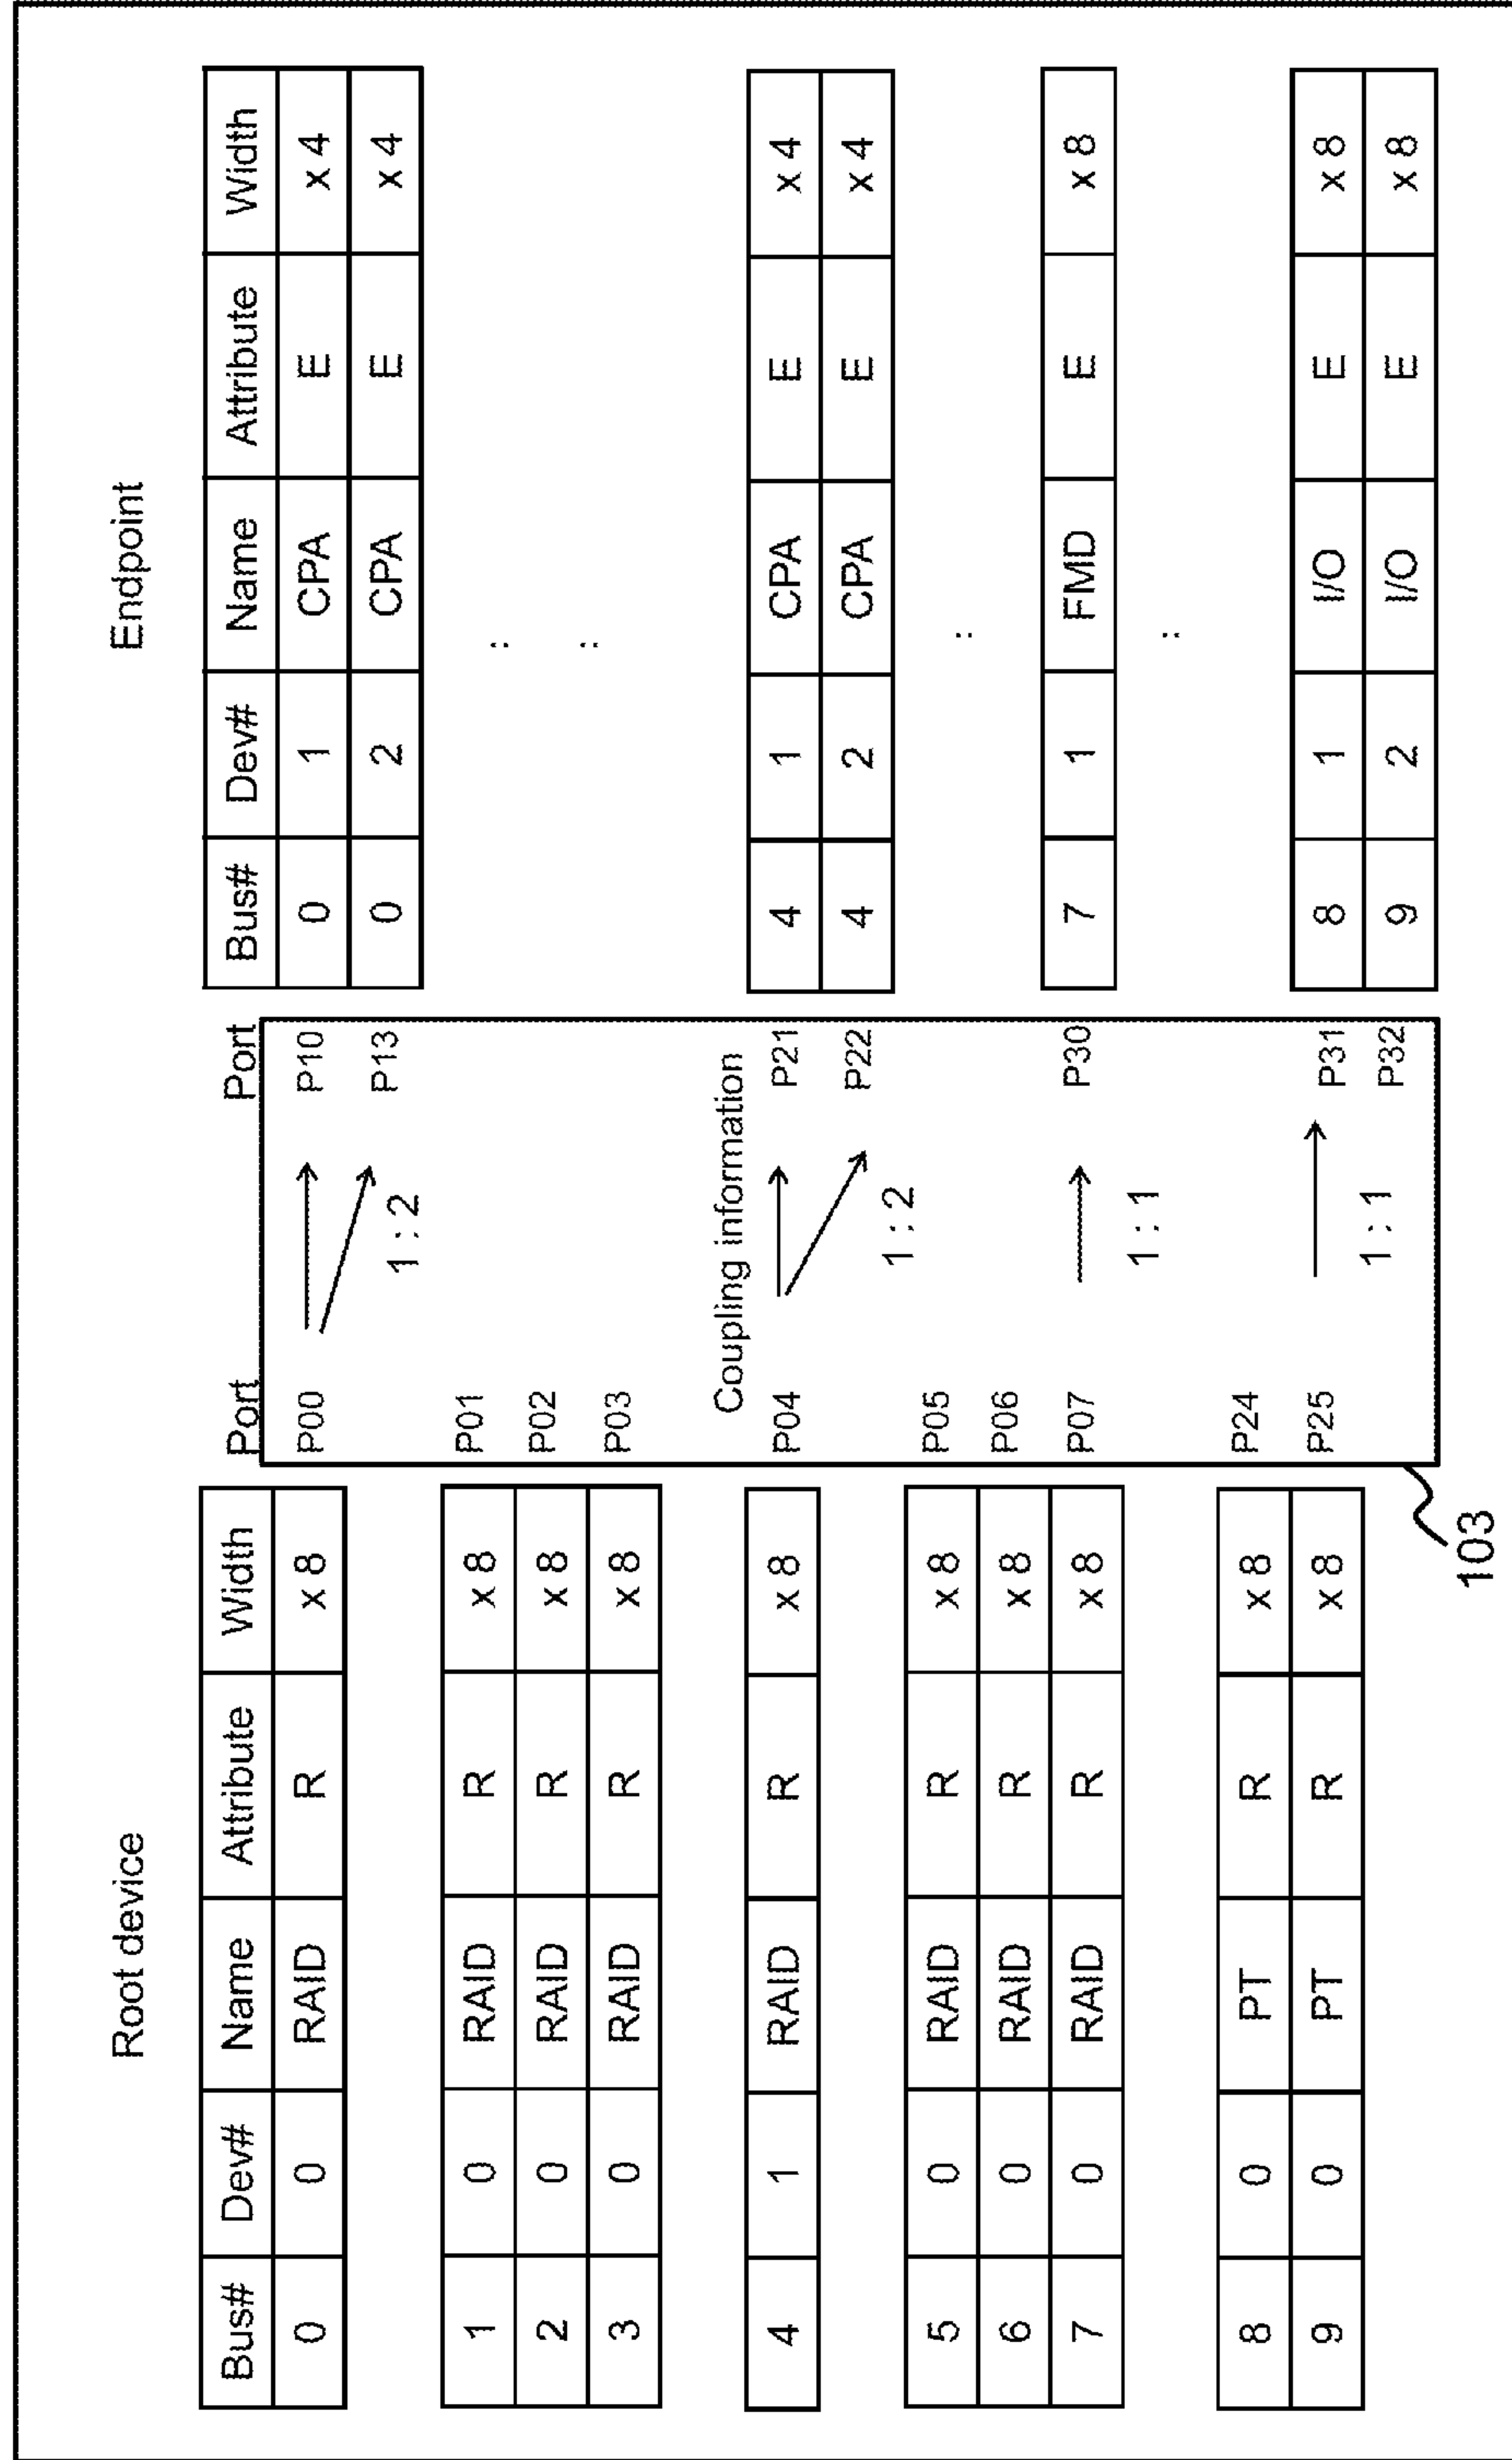 Root device
Bus# Dev# Name Attribute Width
0 0 RAID R x 8
1 0 RAID R x 8
2 0 RAID R x 8
3 0 RAID R x 8
4 1 RAID R x 8
5 0 RAID R x 8
6 0 RAID R x 8
7 0 RAID R x 8
8 0 PT R x 8
9 0 PT R x 8
Port Port
P00 P10
P13
1 : 2
P01
P02
P03
Coupling information
P04 P21
P22
1 : 2
P05
P06
P07 P30
1 : 1
P24
P25 P31
1 : 1 P32
103
Endpoint
Bus# Dev# Name Attribute Width
0 1 CPA E x 4
0 2 CPA E x 4
:
:
4 1 CPA E x 4
4 2 CPA E x 4
:
7 1 FMD E x 8
:
8 1 I/O E x 8
9 2 I/O E x 8